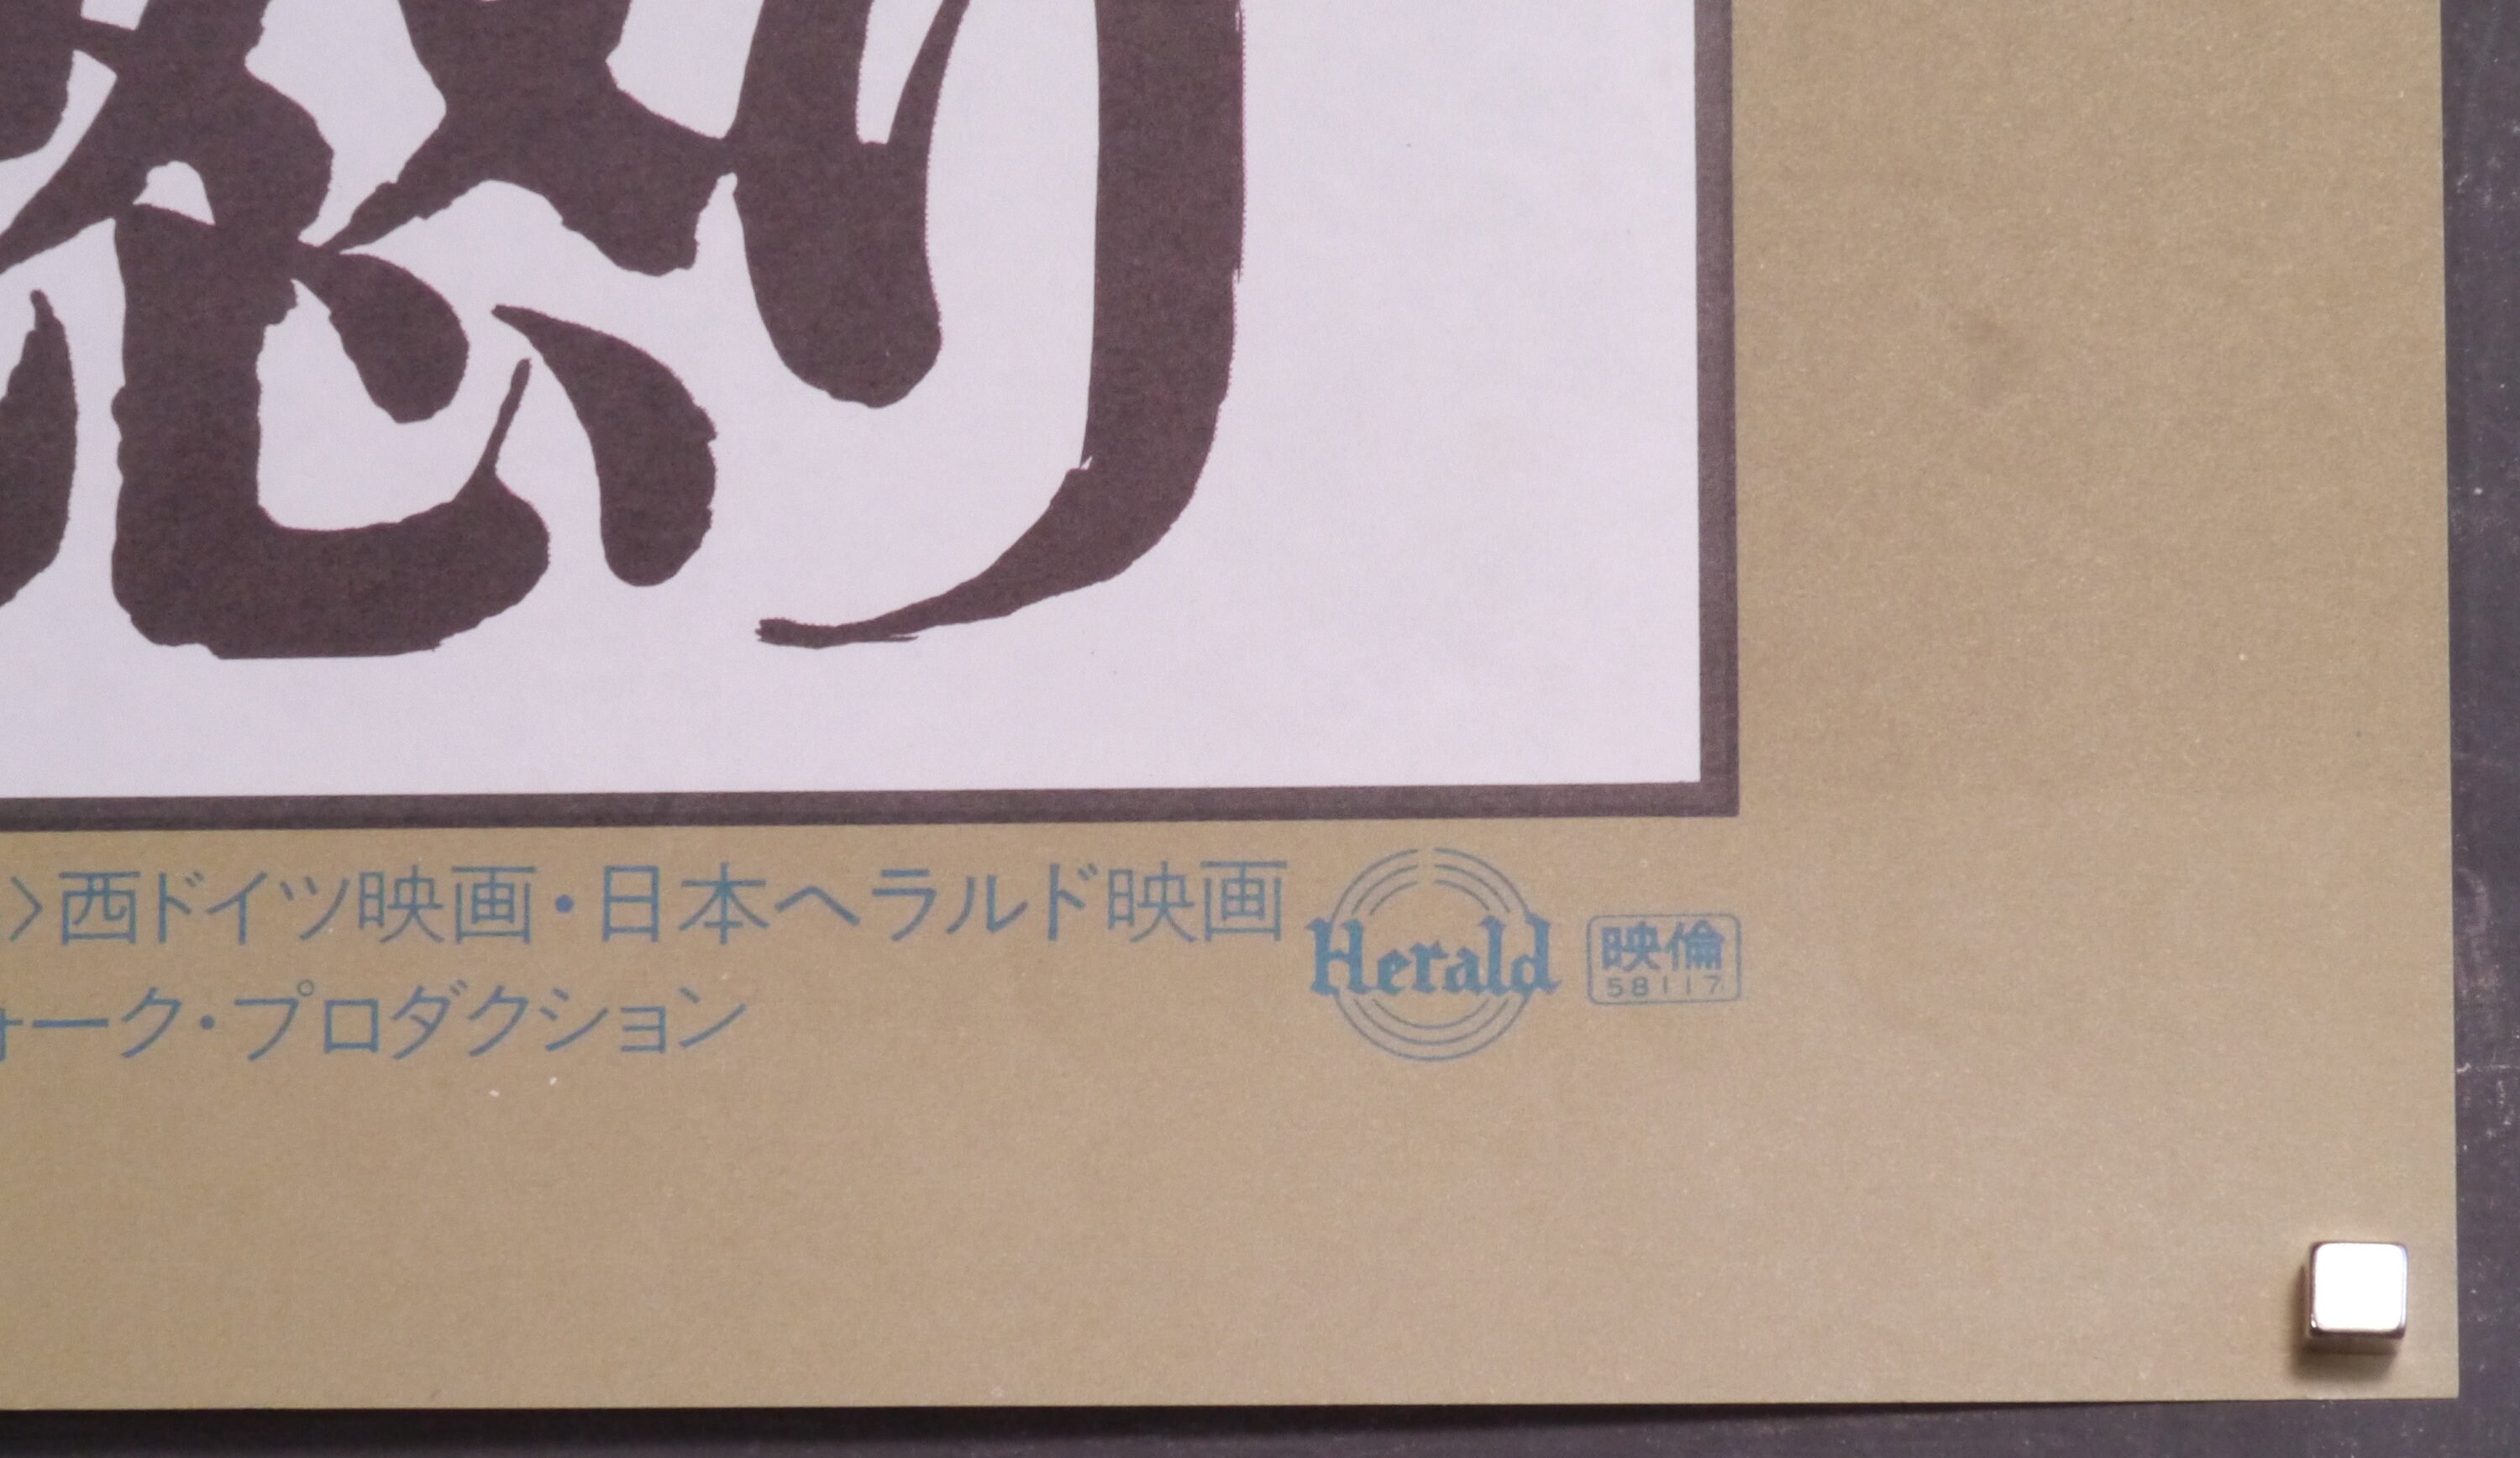 怒り
〉西ドイツ映画・日本ヘラルド映画
Herald
映倫
58117
ォーク・プロダクション